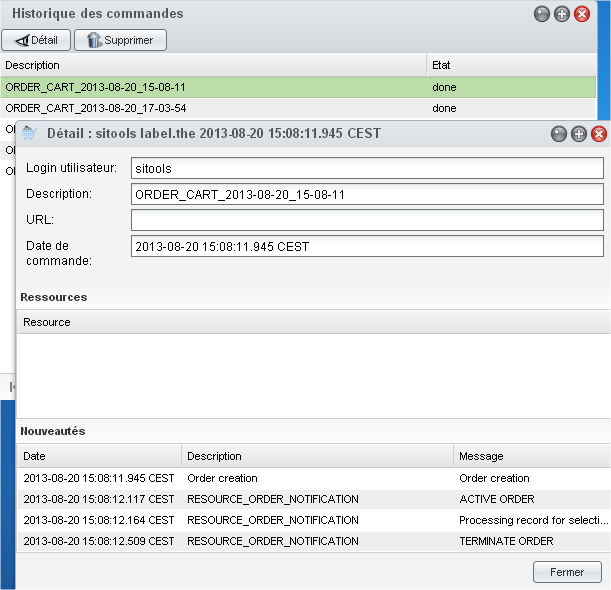 Historique des commandes
Détail Supprimer
Description Etat
ORDER_CART_2013-08-20_15-08-11 done
ORDER_CART_2013-08-20_17-03-54 done
Détail : sitools label.the 2013-08-20 15:08:11.945 CEST
Login utilisateur: sitools
Description: ORDER_CART_2013-08-20_15-08-11
URL:
Date de commande: 2013-08-20 15:08:11.945 CEST
Ressources
Resource
Nouveautés
Date Description Message
2013-08-20 15:08:11.945 CEST Order creation Order creation
2013-08-20 15:08:12.117 CEST RESOURCE_ORDER_NOTIFICATION ACTIVE ORDER
2013-08-20 15:08:12.164 CEST RESOURCE_ORDER_NOTIFICATION Processing record for selecti...
2013-08-20 15:08:12.509 CEST RESOURCE_ORDER_NOTIFICATION TERMINATE ORDER
Fermer